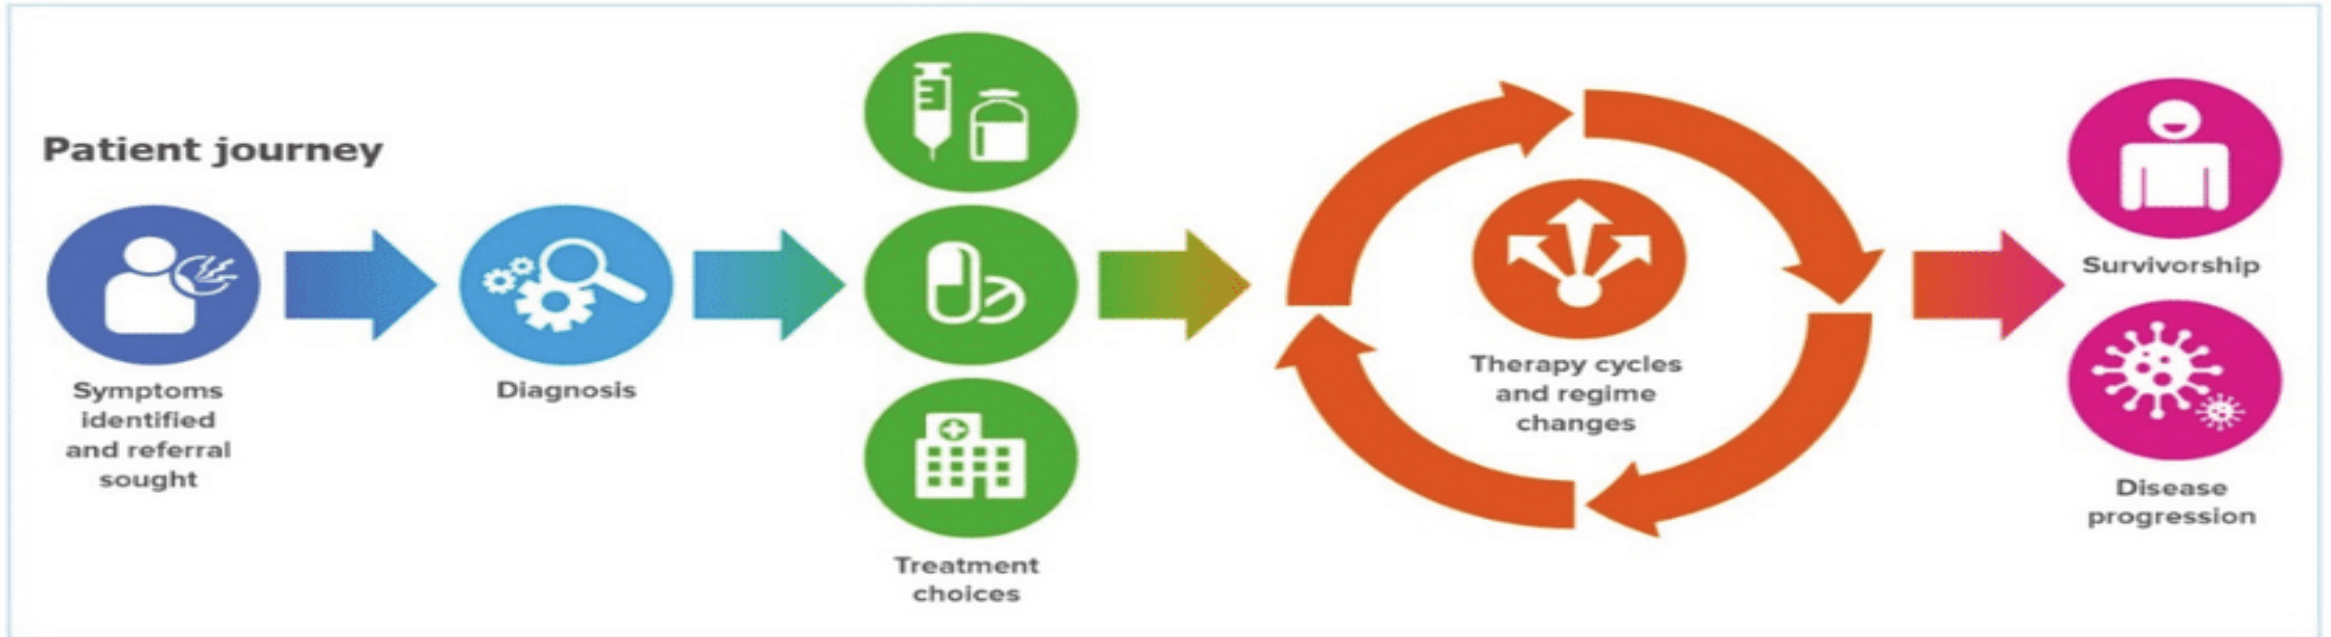 Patient journey
Symptoms
identified
and referral
sought
Diagnosis
Treatment
choices
Therapy cycles
and regime
changes
Survivorship
Disease
progression